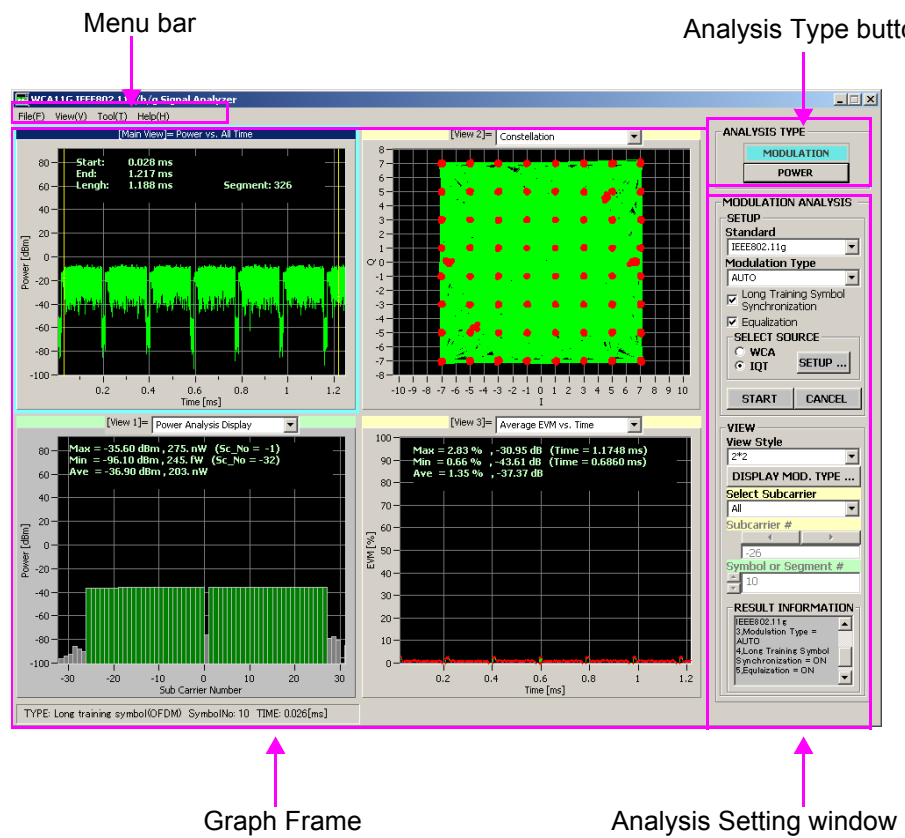 Menu bar
Analysis Type butto
WCA11G IEEE802.11a/b/g Signal Analyzer
File(F) View(V) Tool(T) Help(H)
[Main View]= Power vs. All Time
Start: 0.028 ms
End: 1.217 ms
Lengh: 1.188 ms Segment: 326
Power [dBm]
80
60
40
20
0
-20
-40
-60
-80
-100
0.2 0.4 0.6 0.8 1 1.2
Time [ms]
[View 2]= Constellation
Q
8
7
6
5
4
3
2
1
0
-1
-2
-3
-4
-5
-6
-7
-8
-10 -9 -8 -7 -6 -5 -4 -3 -2 -1 0 1 2 3 4 5 6 7 8 9 10
I
[View 1]= Power Analysis Display
Max = -35.60 dBm , 275. nW (Sc_No = -1)
Min = -96.10 dBm , 245. fW (Sc_No = -32)
Ave = -36.90 dBm , 203. nW
Power [dBm]
80
60
40
20
0
-20
-40
-60
-80
-100
-30 -20 -10 0 10 20 30
Sub Carrier Number
[View 3]= Average EVM vs. Time
Max = 2.83 % , -30.95 dB (Time = 1.1748 ms)
Min = 0.66 % , -43.61 dB (Time = 0.6860 ms)
Ave = 1.35 % , -37.37 dB
EVM [%]
100
90
80
70
60
50
40
30
20
10
0
0.2 0.4 0.6 0.8 1 1.2
Time [ms]
TYPE: Long training symbol(OFDM) SymbolNo: 10 TIME: 0.026[ms]
ANALYSIS TYPE
MODULATION
POWER
MODULATION ANALYSIS
SETUP
Standard
IEEE802.11g
Modulation Type
AUTO
Long Training Symbol
Synchronization
Equalization
SELECT SOURCE
WCA
IQT
SETUP ...
START CANCEL
VIEW
View Style
2*2
DISPLAY MOD. TYPE ...
Select Subcarrier
All
Subcarrier #
-26
Symbol or Segment #
10
RESULT INFORMATION
IEEE802.11g
3,Modulation Type =
AUTO
4,Long Training Symbol
Synchronization = ON
5,Equlaization = ON
Graph Frame
Analysis Setting window